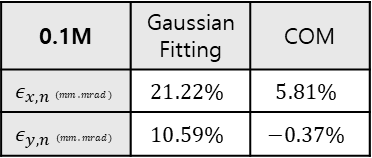 0.1M Gaussian Fitting COM
ϵx,n (mm.mrad) 21.22% 5.81%
ϵy,n (mm.mrad) 10.59% −0.37%